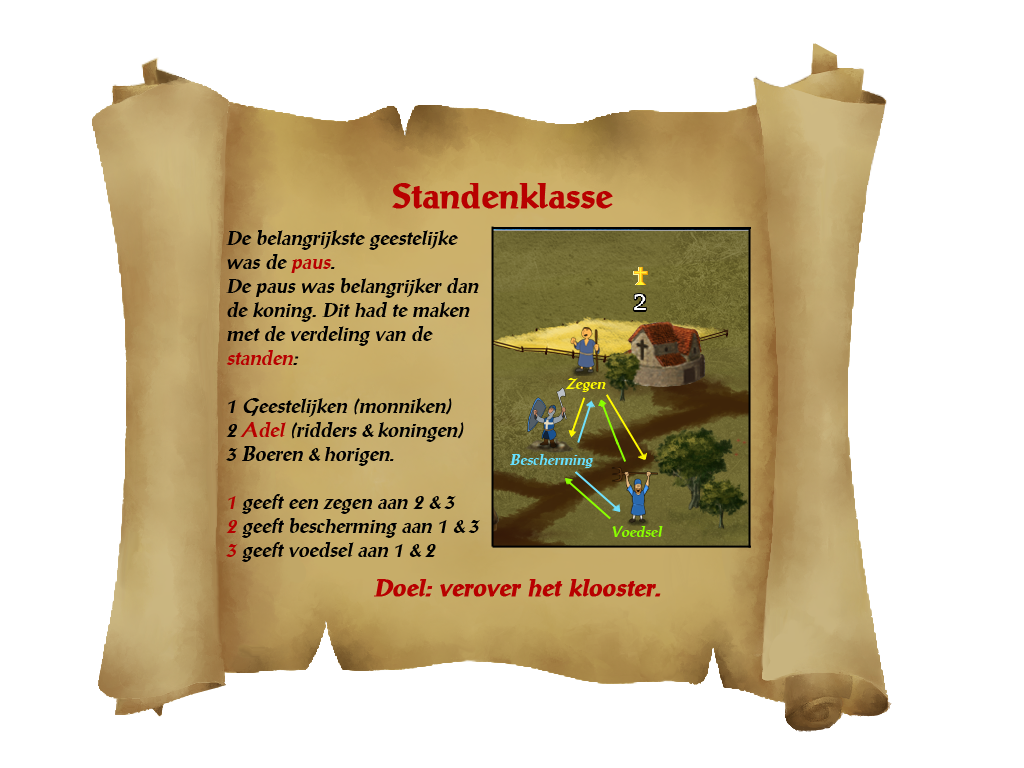 Standenklasse
De belangrijkste geestelijke
was de paus.
De paus was belangrijker dan
de koning. Dit had te maken
met de verdeling van de
standen:
1 Geestelijken (monniken)
2 Adel (ridders & koningen)
3 Boeren & horigen.
1 geeft een zegen aan 2 & 3
2 geeft bescherming aan 1 & 3
3 geeft voedsel aan 1 & 2
2
Zegen
Bescherming
Voedsel
Doel: verover het klooster.